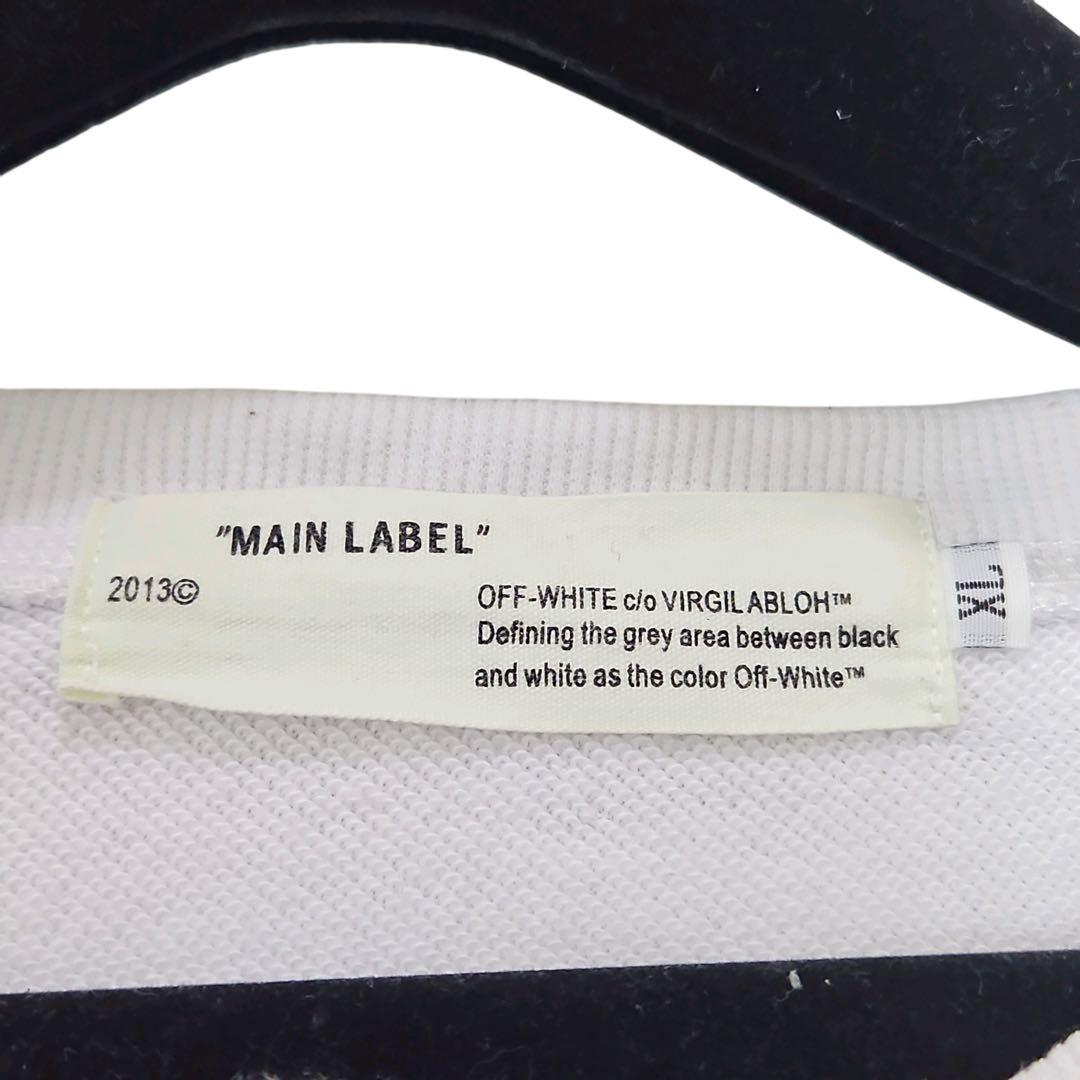 "MAIN LABEL"
2013©
OFF-WHITE c/o VIRGIL ABLOH™
Defining the grey area between black
and white as the color Off-White™
XL